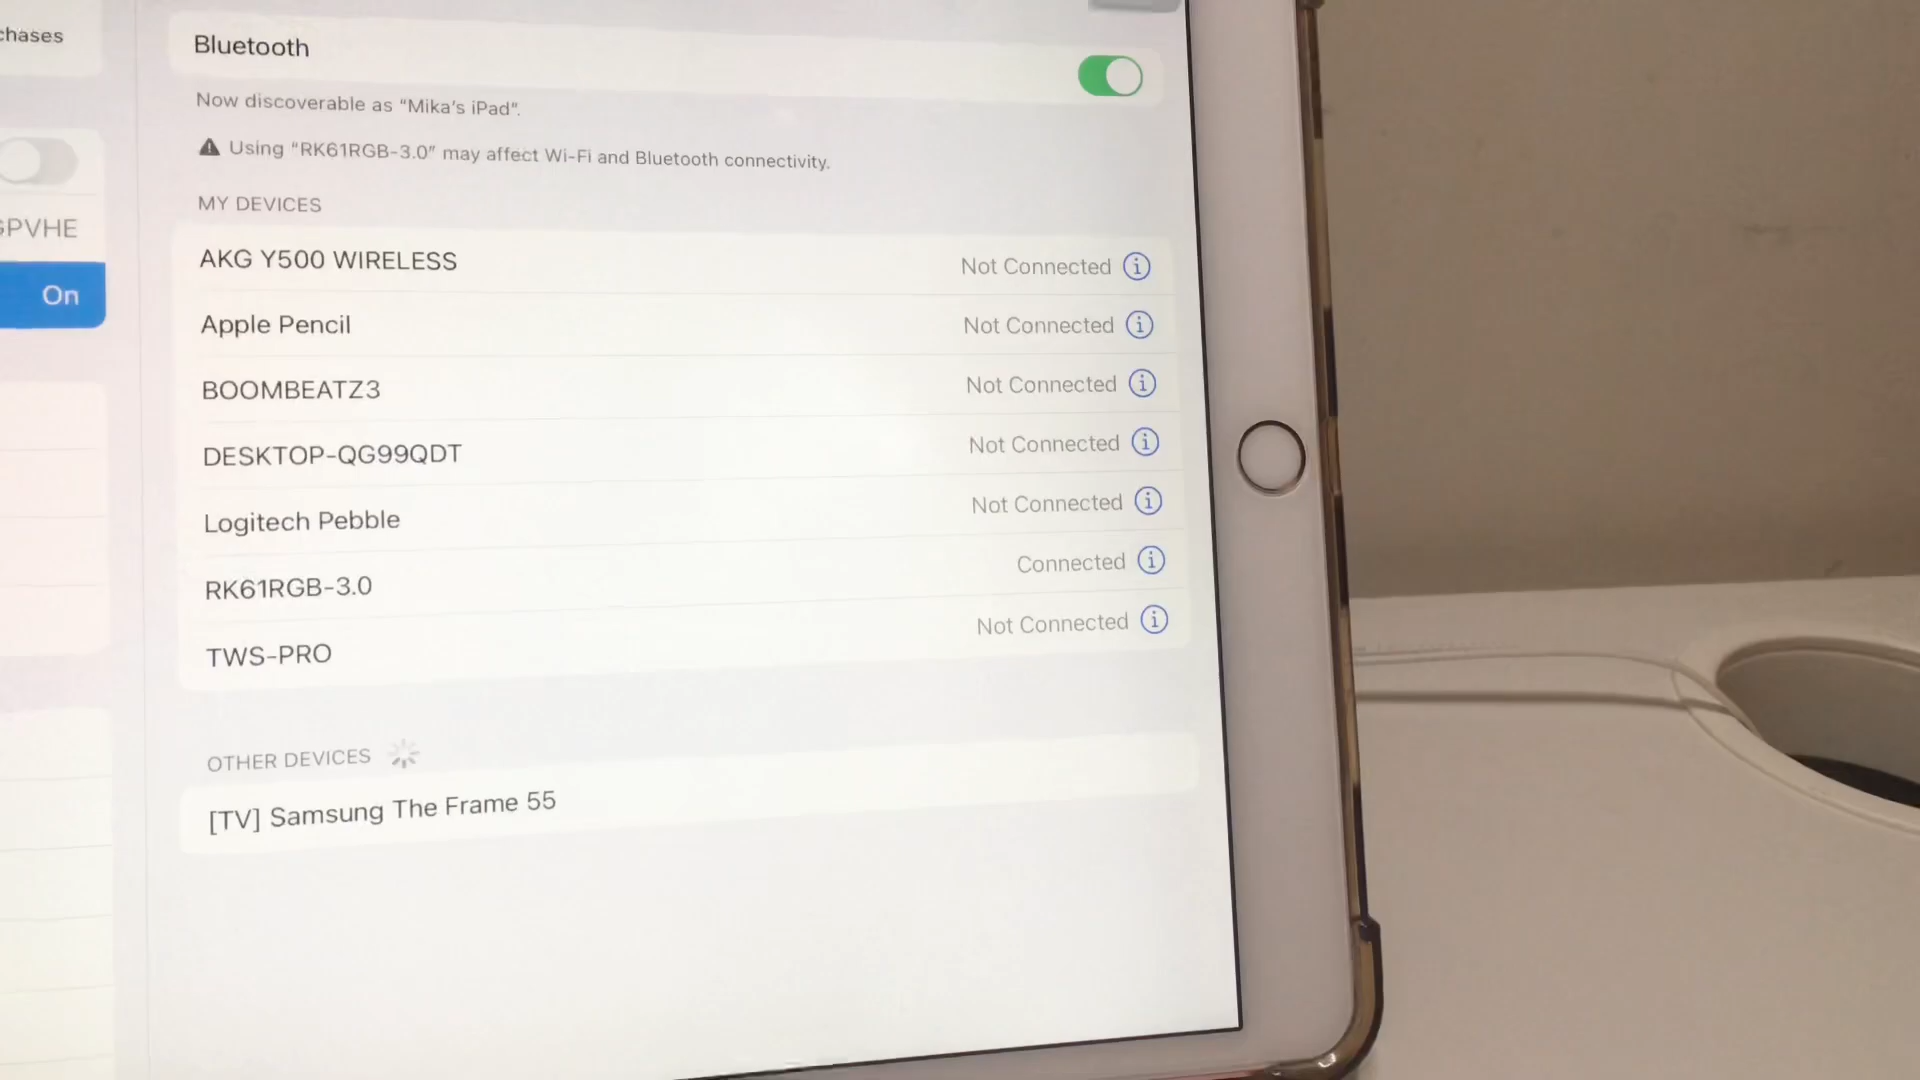 chases
Bluetooth
Now discoverable as “Mika’s iPad”.
Using “RK61RGB-3.0” may affect Wi-Fi and Bluetooth connectivity.
MY DEVICES
AKG Y500 WIRELESS Not Connected
Apple Pencil Not Connected
BOOMBEATZ3 Not Connected
DESKTOP-QG99QDT Not Connected
Logitech Pebble Not Connected
RK61RGB-3.0 Connected
TWS-PRO Not Connected
OTHER DEVICES
[TV] Samsung The Frame 55
PVHE
On